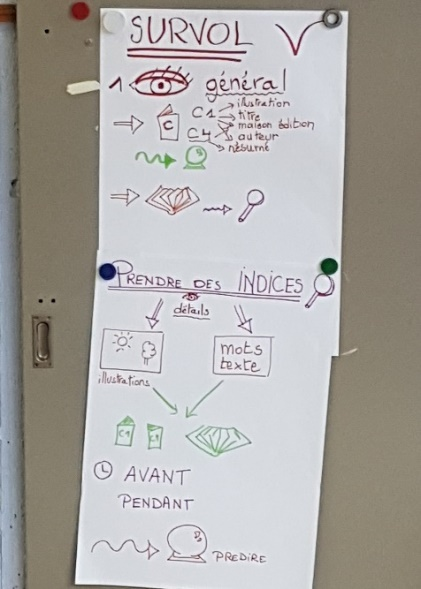 SURVOL
1 général
C
C1 illustration
titre
maison édition
C4 auteur
résumé
PRENDRE DES INDICES
détails
mots
texte
illustrations
C1 C4
AVANT
PENDANT
PREDIRE